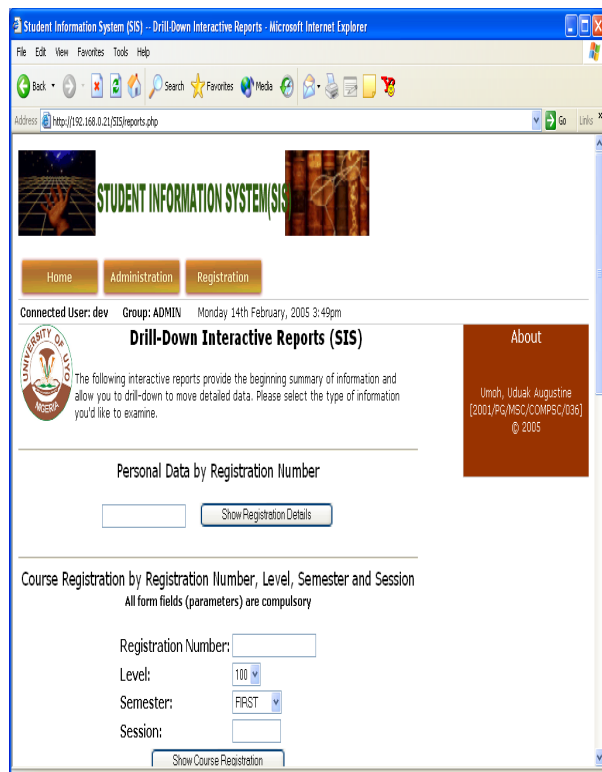 Student Information System (SIS) -- Drill-Down Interactive Reports - Microsoft Internet Explorer
File Edit View Favorites Tools Help
Back Search Favorites Media
Address http://192.168.0.21/SIS/reports.php Go Links
STUDENT INFORMATION SYSTEM(SIS
Home Administration Registration
Connected User: dev Group: ADMIN Monday 14th February, 2005 3:49pm
UNIVERSITY OF UYO
NIGERIA
Drill-Down Interactive Reports (SIS)
The following interactive reports provide the beginning summary of information and
allow you to drill-down to move detailed data. Please select the type of information
you'd like to examine.
About
Umoh, Uduak Augustine
[2001/PG/MSC/COMPSC/036]
© 2005
Personal Data by Registration Number
Show Registration Details
Course Registration by Registration Number, Level, Semester and Session
All form fields (parameters) are compulsory
Registration Number:
Level: 100
Semester: FIRST
Session:
Show Course Registration